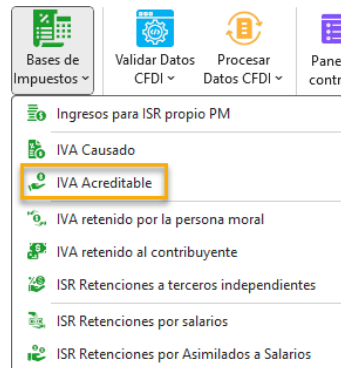 Bases de
Impuestos
Validar Datos
CFDI
Procesar
Datos CFDI
Pane
contr
Ingresos para ISR propio PM
IVA Causado
IVA Acreditable
IVA retenido por la persona moral
IVA retenido al contribuyente
ISR Retenciones a terceros independientes
ISR Retenciones por salarios
ISR Retenciones por Asimilados a Salarios